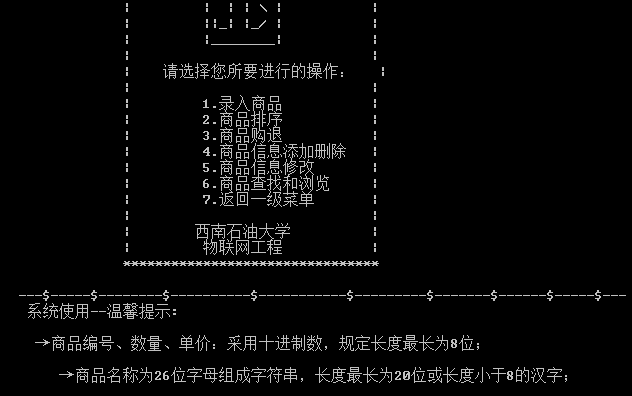 请选择您所要进行的操作：
1.录入商品
2.商品排序
3.商品购退
4.商品信息添加删除
5.商品信息修改
6.商品查找和浏览
7.返回一级菜单
西南石油大学
物联网工程
********************************
---$-----$--------$----------$-----------$---------$-------$------$-----$---
系统使用--温馨提示：
→商品编号、数量、单价：采用十进制数，规定长度最长为8位；
→商品名称为26位字母组成字符串，长度最长为20位或长度小于8的汉字；